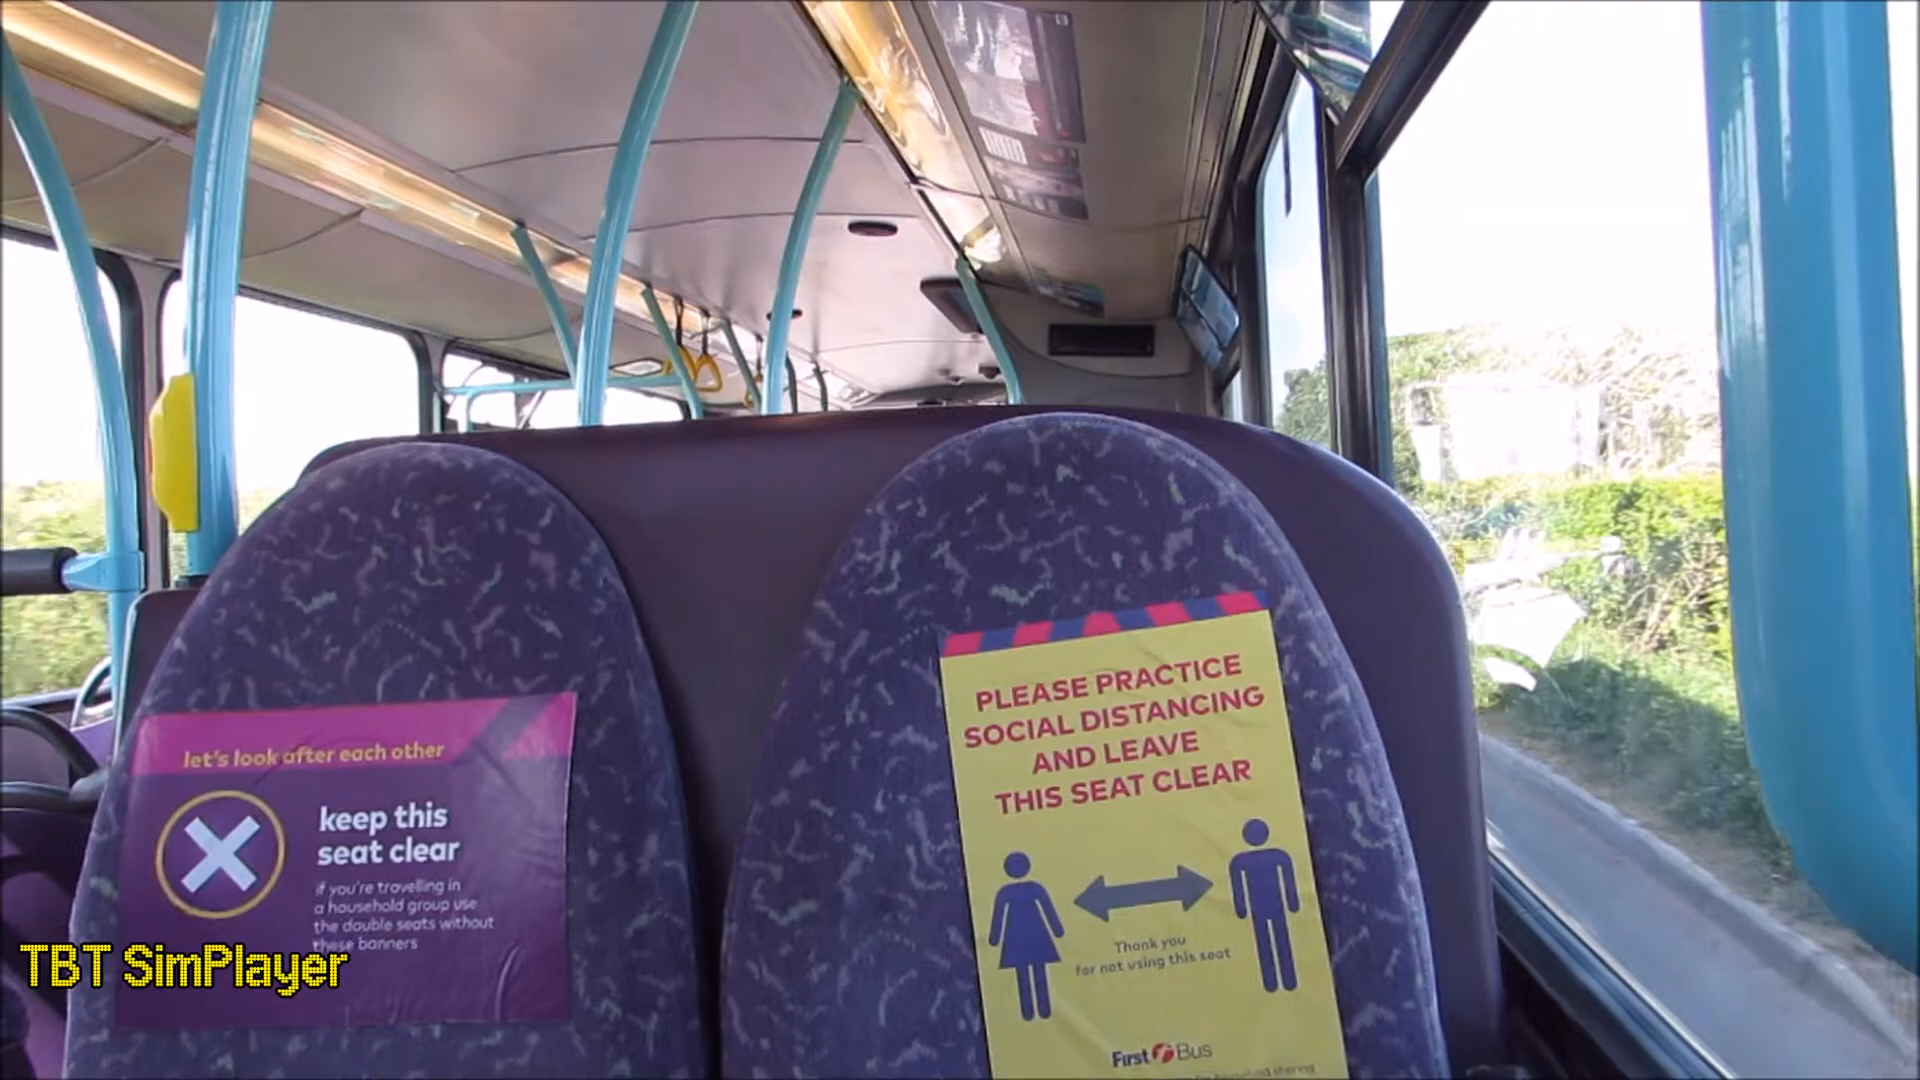 let's look after each other
keep this
seat clear
if you're travelling in
a household group use
the double seats without
these banners
TBT SimPlayer
PLEASE PRACTICE
SOCIAL DISTANCING
AND LEAVE
THIS SEAT CLEAR
Thank you
for not using this seat
First Bus